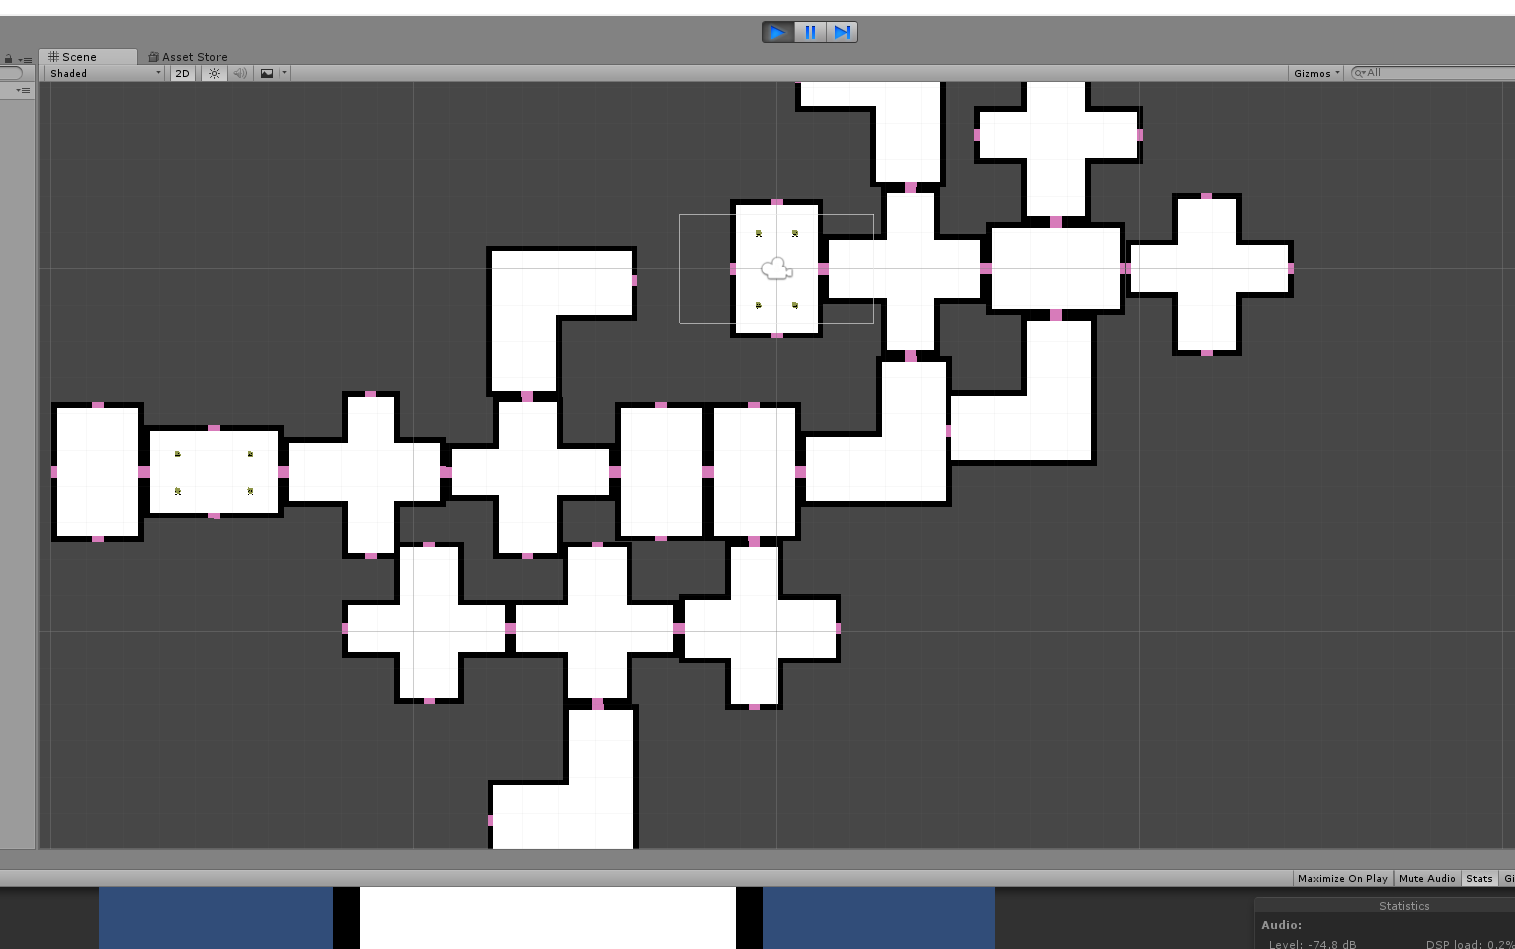 Scene
Asset Store
Shaded
2D
Gizmos
All
Maximize On Play
Mute Audio
Stats
Gi
Statistics
Audio:
Level: -74.8 dB
DSP load: 0.2%